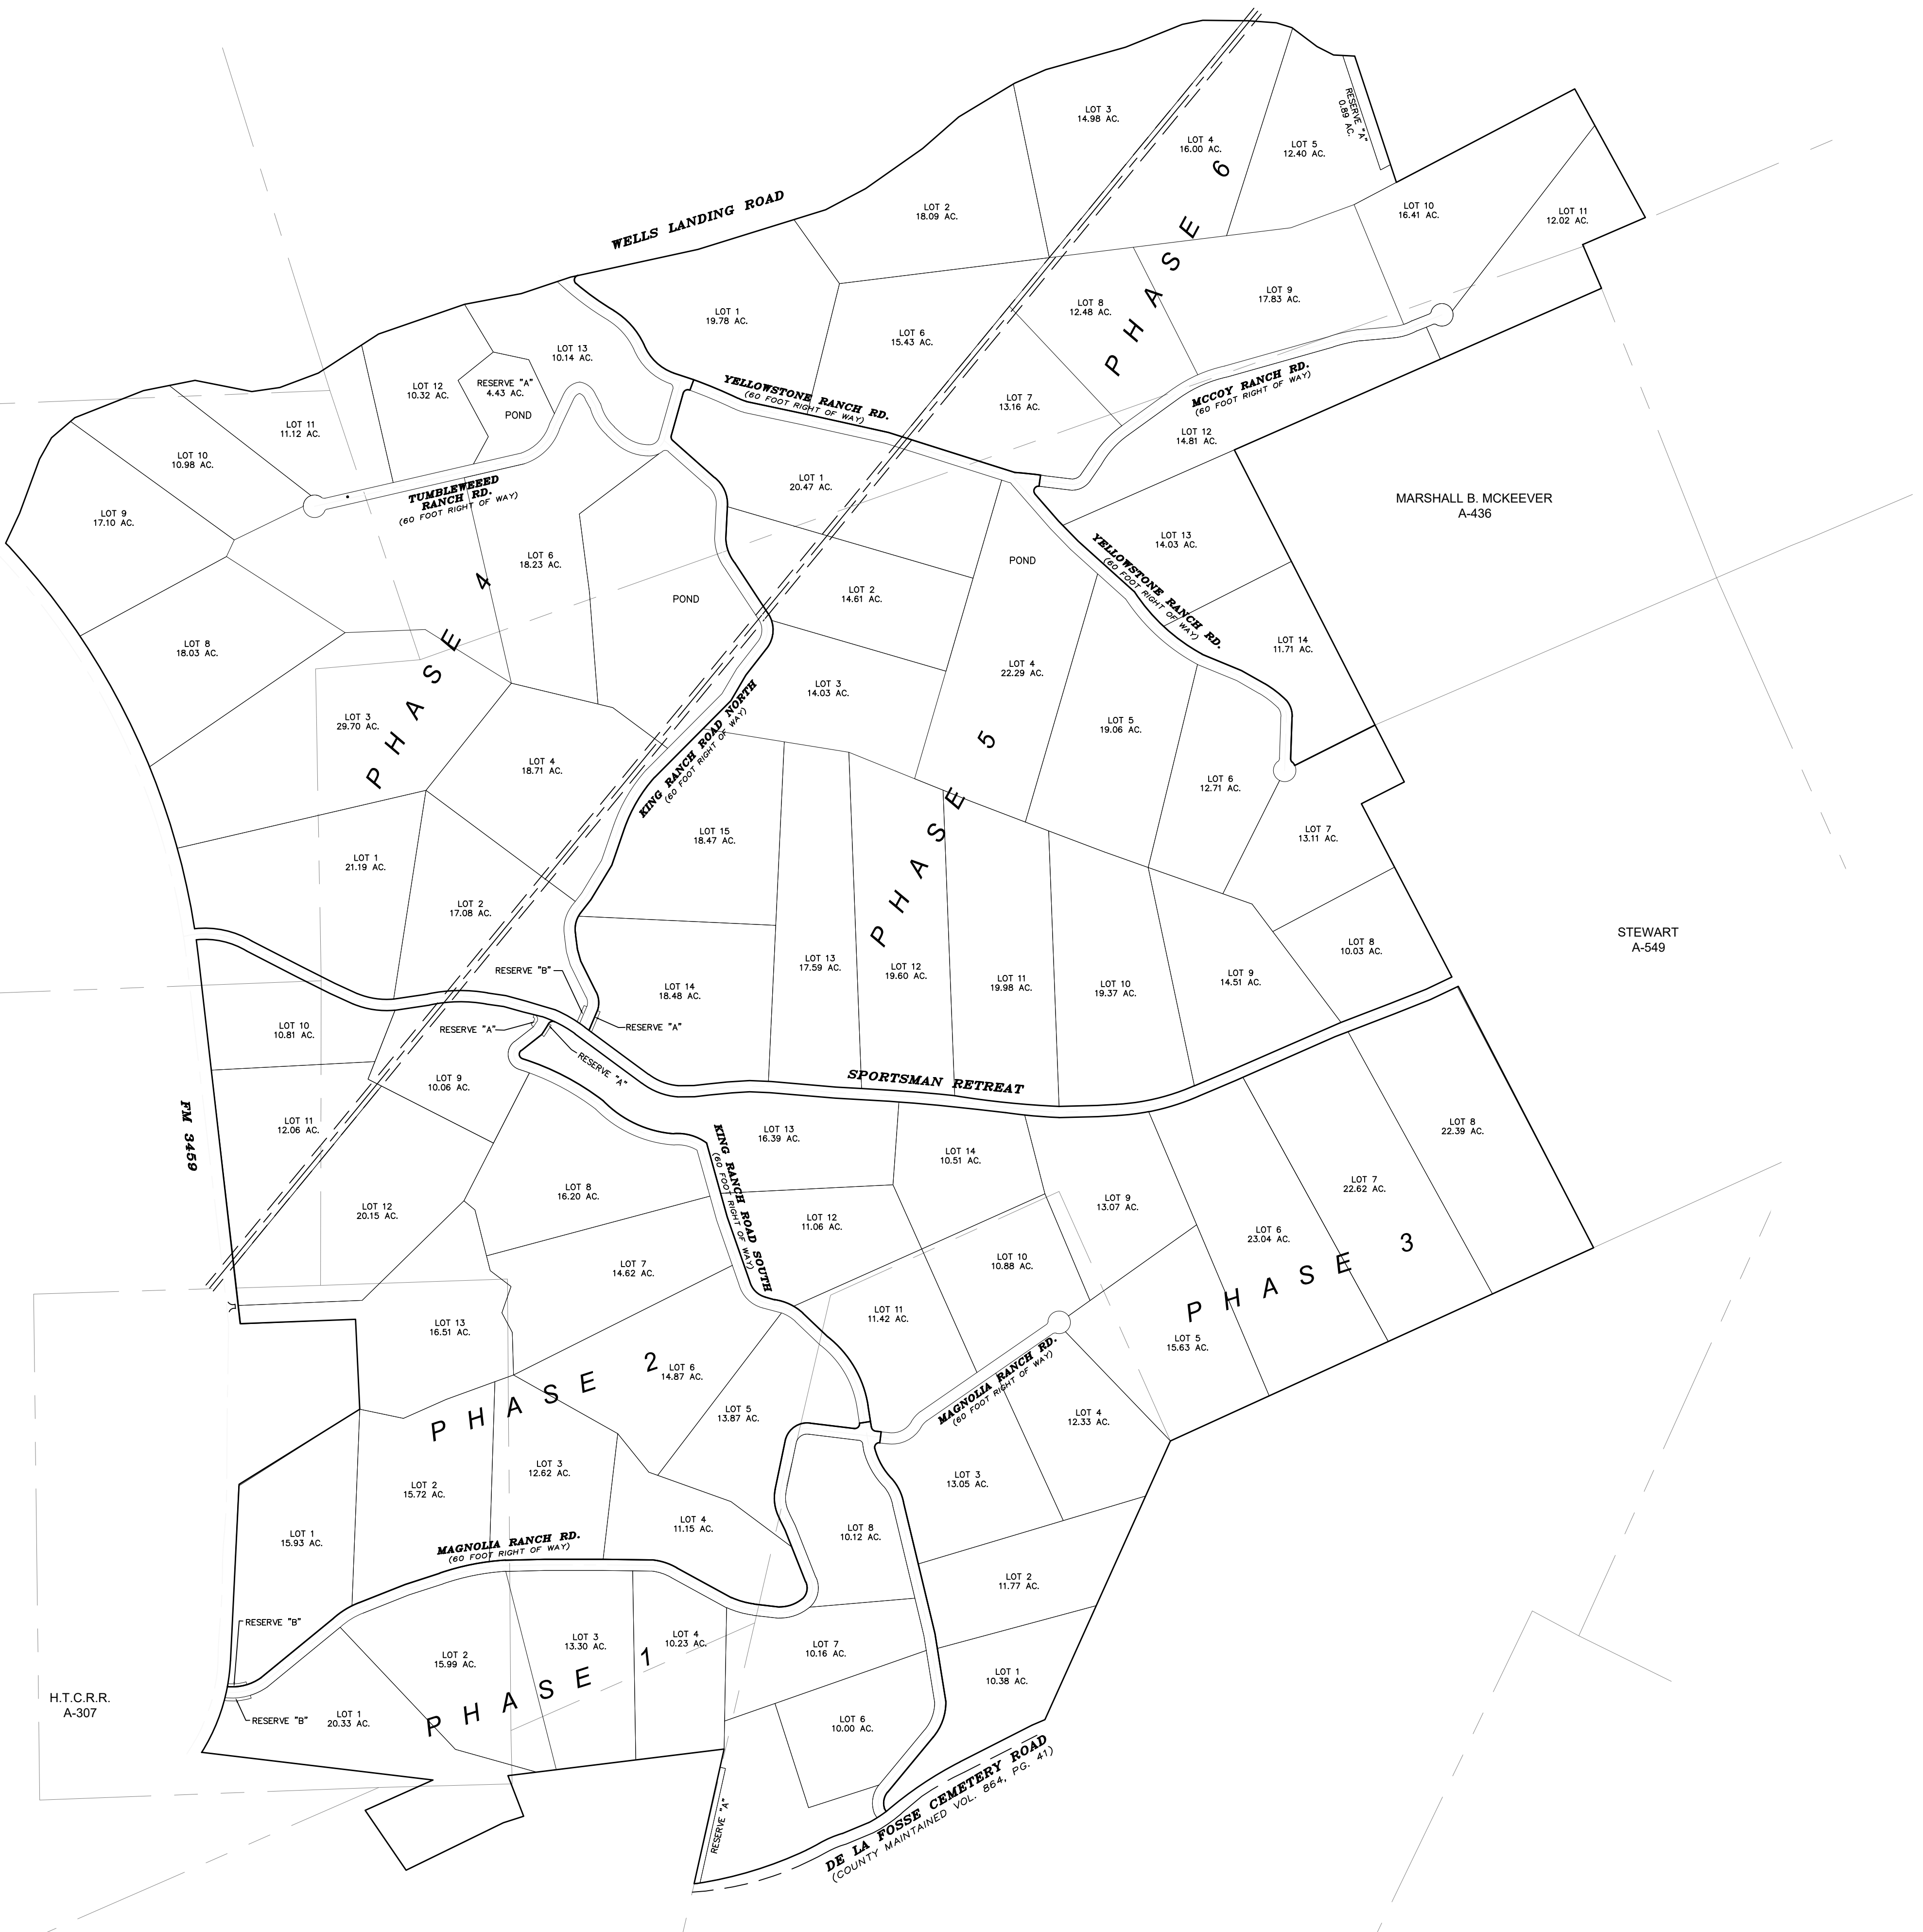 LOT 3
14.98 AC.
LOT 4
16.00 AC.
LOT 5
12.40 AC.
RESERVE "A"
0.89 AC.
LOT 2
18.09 AC.
LOT 10
16.41 AC.
LOT 11
12.02 AC.
WELLS LANDING ROAD
LOT 1
19.78 AC.
LOT 6
15.43 AC.
LOT 8
12.48 AC.
LOT 9
17.83 AC.
PHASE 6
LOT 7
13.16 AC.
MCCOY RANCH RD.
(60 FOOT RIGHT OF WAY)
LOT 12
14.81 AC.
YELLOWSTONE RANCH RD.
(60 FOOT RIGHT OF WAY)
LOT 13
10.14 AC.
LOT 12
10.32 AC.
RESERVE "A"
4.43 AC.
POND
LOT 11
11.12 AC.
LOT 10
10.98 AC.
LOT 9
17.10 AC.
TUMBLEWEEED
RANCH RD.
(60 FOOT RIGHT OF WAY)
LOT 6
18.23 AC.
POND
LOT 8
18.03 AC.
PHASE 4
LOT 3
29.70 AC.
LOT 4
18.71 AC.
LOT 1
21.19 AC.
LOT 2
17.08 AC.
KING RANCH ROAD NORTH
(60 FOOT RIGHT OF WAY)
LOT 1
20.47 AC.
LOT 2
14.61 AC.
LOT 3
14.03 AC.
POND
LOT 4
22.29 AC.
LOT 5
19.06 AC.
YELLOWSTONE RANCH RD.
(60 FOOT RIGHT OF WAY)
LOT 13
14.03 AC.
LOT 14
11.71 AC.
MARSHALL B. MCKEEVER
A-436
LOT 6
12.71 AC.
LOT 7
13.11 AC.
LOT 8
10.03 AC.
STEWART
A-549
PHASE 5
LOT 15
18.47 AC.
LOT 14
18.48 AC.
LOT 13
17.59 AC.
LOT 12
19.60 AC.
LOT 11
19.98 AC.
LOT 10
19.37 AC.
LOT 9
14.51 AC.
RESERVE "B"
RESERVE "A"
RESERVE "A"
RESERVE "A"
SPORTSMAN RETREAT
LOT 10
10.81 AC.
LOT 9
10.06 AC.
FM 3459
LOT 11
12.06 AC.
LOT 12
20.15 AC.
LOT 8
16.20 AC.
LOT 7
14.62 AC.
KING RANCH ROAD SOUTH
(60 FOOT RIGHT OF WAY)
LOT 13
16.39 AC.
LOT 14
10.51 AC.
LOT 12
11.06 AC.
LOT 9
13.07 AC.
LOT 10
10.88 AC.
LOT 11
11.42 AC.
LOT 8
22.39 AC.
LOT 7
22.62 AC.
LOT 6
23.04 AC.
PHASE 3
LOT 5
15.63 AC.
MAGNOLIA RANCH RD.
(60 FOOT RIGHT OF WAY)
LOT 4
12.33 AC.
LOT 3
13.05 AC.
LOT 13
16.51 AC.
PHASE 2
LOT 6
14.87 AC.
LOT 5
13.87 AC.
LOT 3
12.62 AC.
LOT 2
15.72 AC.
LOT 4
11.15 AC.
LOT 1
15.93 AC.
MAGNOLIA RANCH RD.
(60 FOOT RIGHT OF WAY)
LOT 8
10.12 AC.
LOT 2
11.77 AC.
LOT 1
10.38 AC.
LOT 7
10.16 AC.
LOT 6
10.00 AC.
LOT 4
10.23 AC.
LOT 3
13.30 AC.
LOT 2
15.99 AC.
PHASE 1
LOT 1
20.33 AC.
RESERVE "B"
RESERVE "B"
H.T.C.R.R.
A-307
RESERVE "A"
DE LA FOSSE CEMETERY ROAD
(COUNTY MAINTAINED VOL. 864, PG. 41)